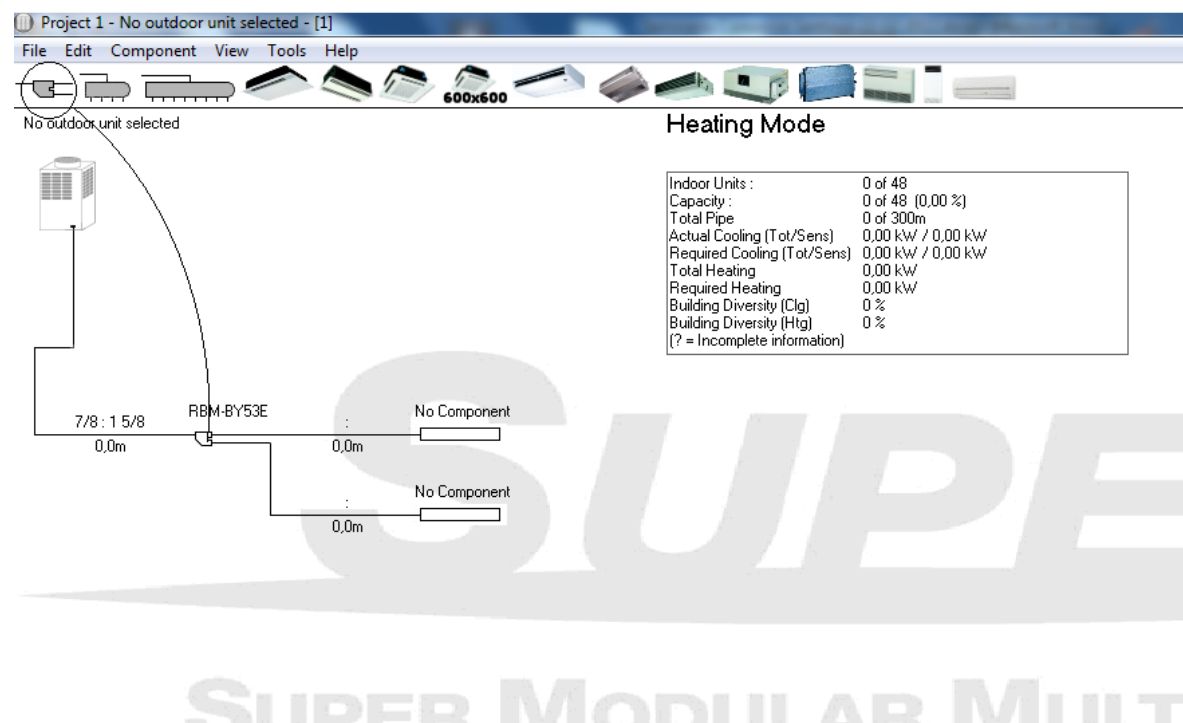 Project 1 - No outdoor unit selected - [1]
File Edit Component View Tools Help
600x600
No outdoor unit selected
Heating Mode
Indoor Units : 0 of 48
Capacity : 0 of 48 (0,00 %)
Total Pipe 0 of 300m
Actual Cooling (Tot/Sens) 0,00 kW / 0,00 kW
Required Cooling (Tot/Sens) 0,00 kW / 0,00 kW
Total Heating 0,00 kW
Required Heating 0,00 kW
Building Diversity (Clg) 0 %
Building Diversity (Htg) 0 %
(? = Incomplete information)
7/8 : 1 5/8
0,0m
RBM-BY53E
:
0,0m
No Component
:
0,0m
No Component
SUPE
SUPER MODULAR MULT